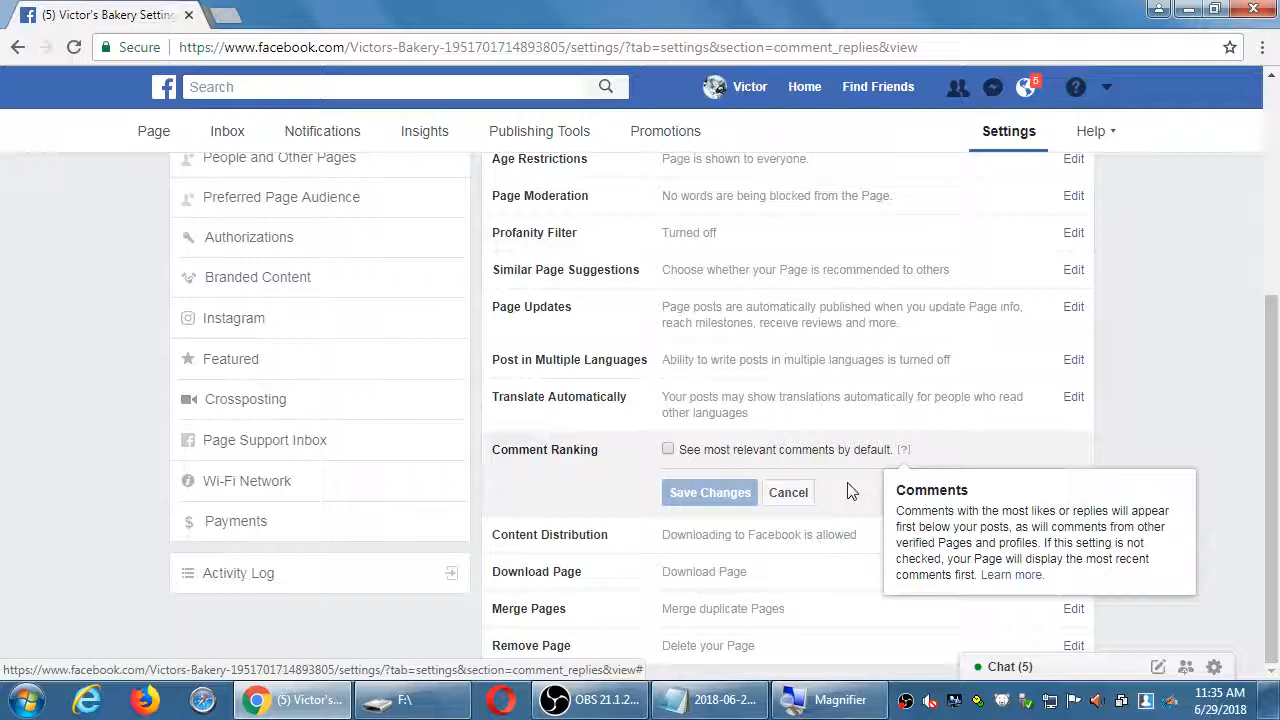 (5) Victor's Bakery Settin
Secure
https://www.facebook.com/Victors-Bakery-1951701714893805/settings/?tab=settings&section=comment_replies&view
Search
Victor
Home
Find Friends
5
Page
Inbox
Notifications
Insights
Publishing Tools
Promotions
Settings
Help
People and Other Pages
Preferred Page Audience
Authorizations
Branded Content
Instagram
Featured
Crossposting
Page Support Inbox
Wi-Fi Network
Payments
Activity Log
Age Restrictions
Page is shown to everyone.
Edit
Page Moderation
No words are being blocked from the Page.
Edit
Profanity Filter
Turned off
Edit
Similar Page Suggestions
Choose whether your Page is recommended to others
Edit
Page Updates
Page posts are automatically published when you update Page info,
reach milestones, receive reviews and more.
Edit
Post in Multiple Languages
Ability to write posts in multiple languages is turned off
Edit
Translate Automatically
Your posts may show translations automatically for people who read
other languages
Edit
Comment Ranking
See most relevant comments by default. [?]
Save Changes
Cancel
Comments
Comments with the most likes or replies will appear
first below your posts, as will comments from other
verified Pages and profiles. If this setting is not
checked, your Page will display the most recent
comments first. Learn more.
Content Distribution
Downloading to Facebook is allowed
Download Page
Download Page
Merge Pages
Merge duplicate Pages
Edit
Remove Page
Delete your Page
Edit
https://www.facebook.com/Victors-Bakery-1951701714893805/settings/?tab=settings&section=comment_replies&view#
Chat (5)
(5) Victor's...
F:\
OBS 21.1.2...
2018-06-2...
Magnifier
11:35 AM
6/29/2018